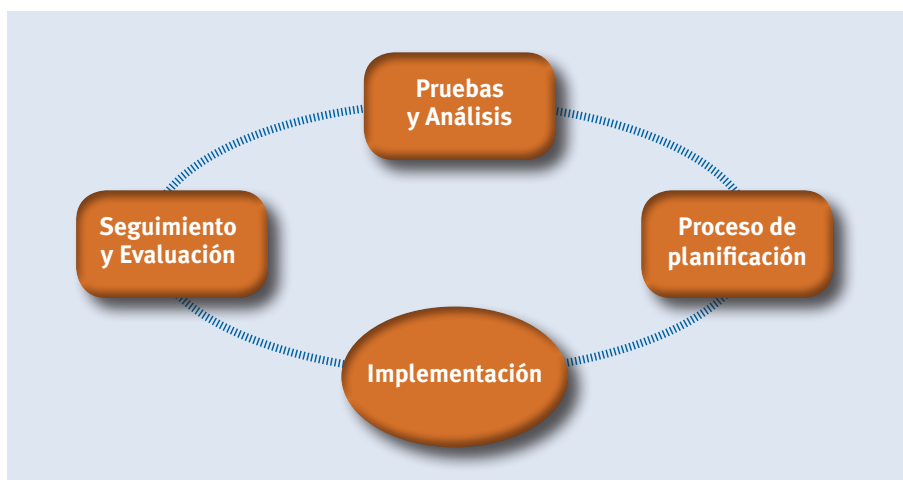 Pruebas
y Análisis
Seguimiento
y Evaluación
Proceso de
planificación
Implementación